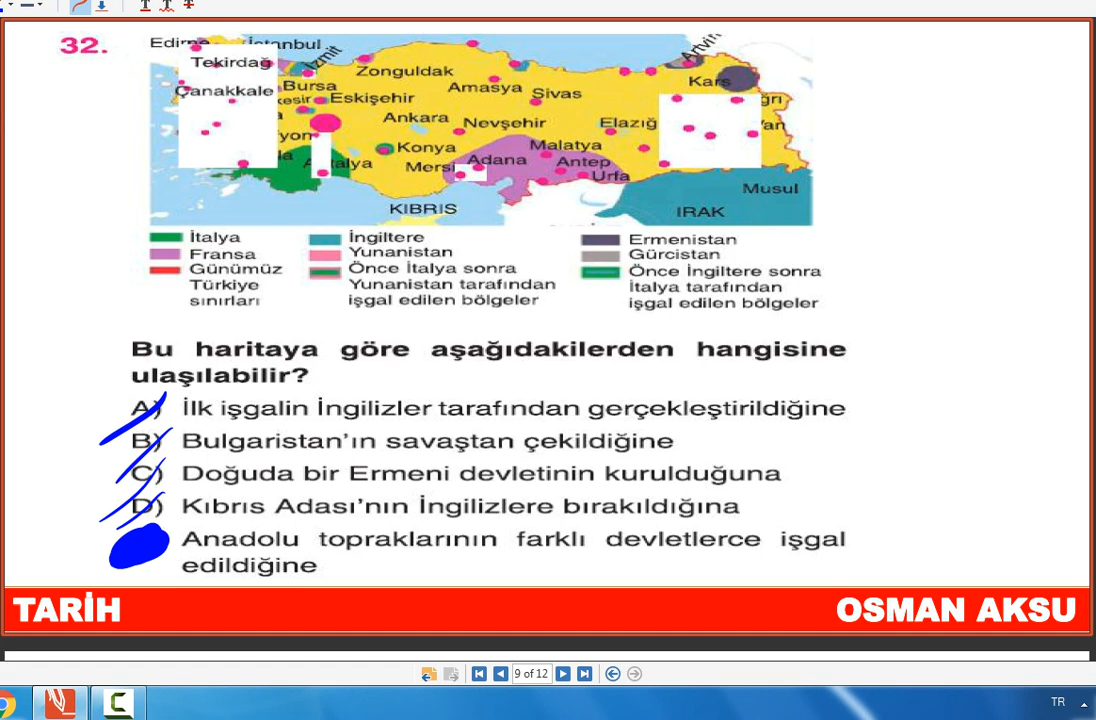 32.
Edirne İstanbul
Tekirdağ İzmit Artvin
Zonguldak
Çanakkale Bursa Amasya Sivas Kars
Eskişehir
Ankara Nevşehir Elazığ
Konya Malatya
Mersi Adana Antep
Urfa
Musul
KIBRIS IRAK
İtalya
Fransa
Günümüz
Türkiye
sınırları
İngiltere
Yunanistan
Önce İtalya sonra
Yunanistan tarafından
işgal edilen bölgeler
Ermenistan
Gürcistan
Önce İngiltere sonra
İtalya tarafından
işgal edilen bölgeler
Bu haritaya göre aşağıdakilerden hangisine
ulaşılabilir?
A) İlk işgalin İngilizler tarafından gerçekleştirildiğine
B) Bulgaristan'ın savaştan çekildiğine
C) Doğuda bir Ermeni devletinin kurulduğuna
D) Kıbrıs Adası'nın İngilizlere bırakıldığına
Anadolu topraklarının farklı devletlerce işgal
edildiğine
TARİH OSMAN AKSU
9 of 12
TR